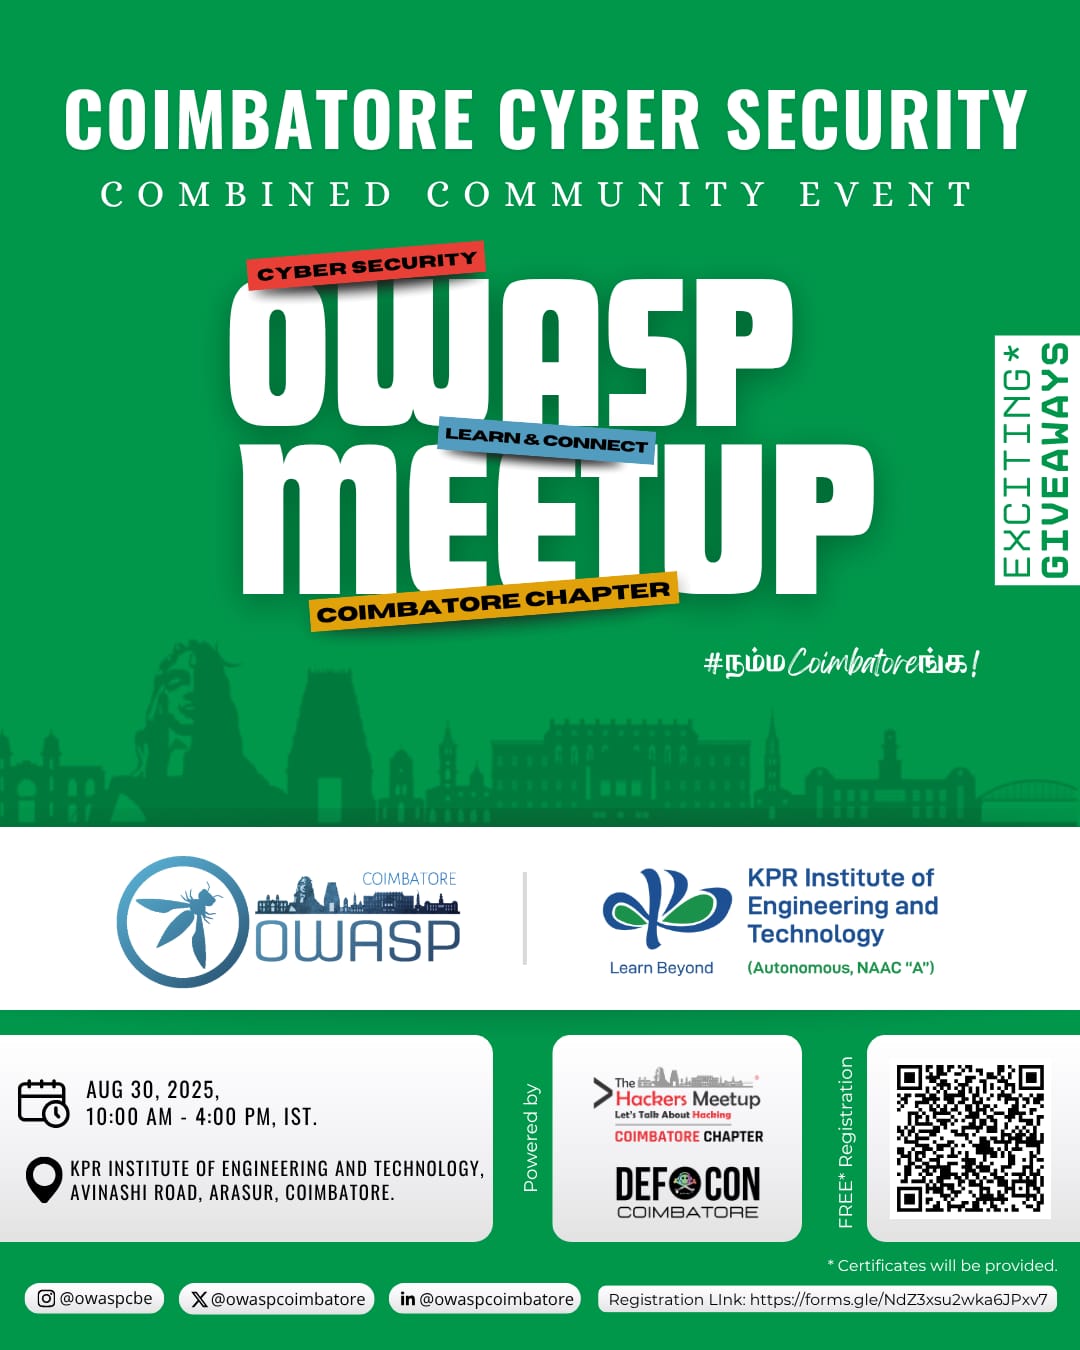 COIMBATORE CYBER SECURITY
COMBINED COMMUNITY EVENT
CYBER SECURITY
OWASP
LEARN & CONNECT
MEETUP
COIMBATORE CHAPTER
EXCITING*
GIVEAWAYS
#நம்ம Coimbatore ங்க!
COIMBATORE
OWASP
KPR Institute of
Engineering and
Technology
Learn Beyond
(Autonomous, NAAC "A")
AUG 30, 2025,
10:00 AM - 4:00 PM, IST.
KPR INSTITUTE OF ENGINEERING AND TECHNOLOGY,
AVINASHI ROAD, ARASUR, COIMBATORE.
Powered by
The
Hackers Meetup
Let's Talk About Hacking
COIMBATORE CHAPTER
DEFCON
COIMBATORE
FREE* Registration
* Certificates will be provided.
@owaspcbe
@owaspcoimbatore
@owaspcoimbatore
Registration LInk: https://forms.gle/NdZ3xsu2wka6JPxv7